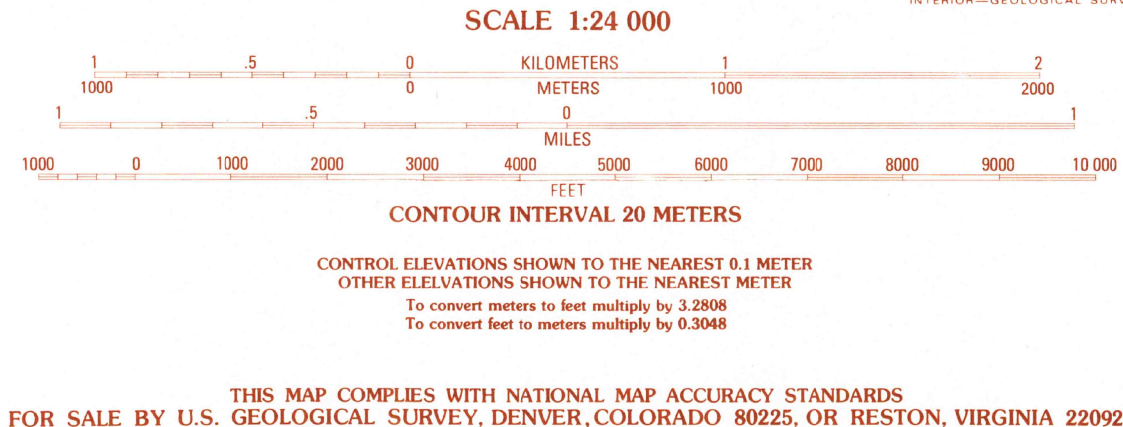 INTERIOR—GEOLOGICAL SURV
SCALE 1:24 000
1 .5 0 KILOMETERS 1 2
1000 0 METERS 1000 2000
1 .5 0 1
MILES
1000 0 1000 2000 3000 4000 5000 6000 7000 8000 9000 10 000
FEET
CONTOUR INTERVAL 20 METERS
CONTROL ELEVATIONS SHOWN TO THE NEAREST 0.1 METER
OTHER ELELVATIONS SHOWN TO THE NEAREST METER
To convert meters to feet multiply by 3.2808
To convert feet to meters multiply by 0.3048
THIS MAP COMPLIES WITH NATIONAL MAP ACCURACY STANDARDS
FOR SALE BY U.S. GEOLOGICAL SURVEY, DENVER, COLORADO 80225, OR RESTON, VIRGINIA 22092